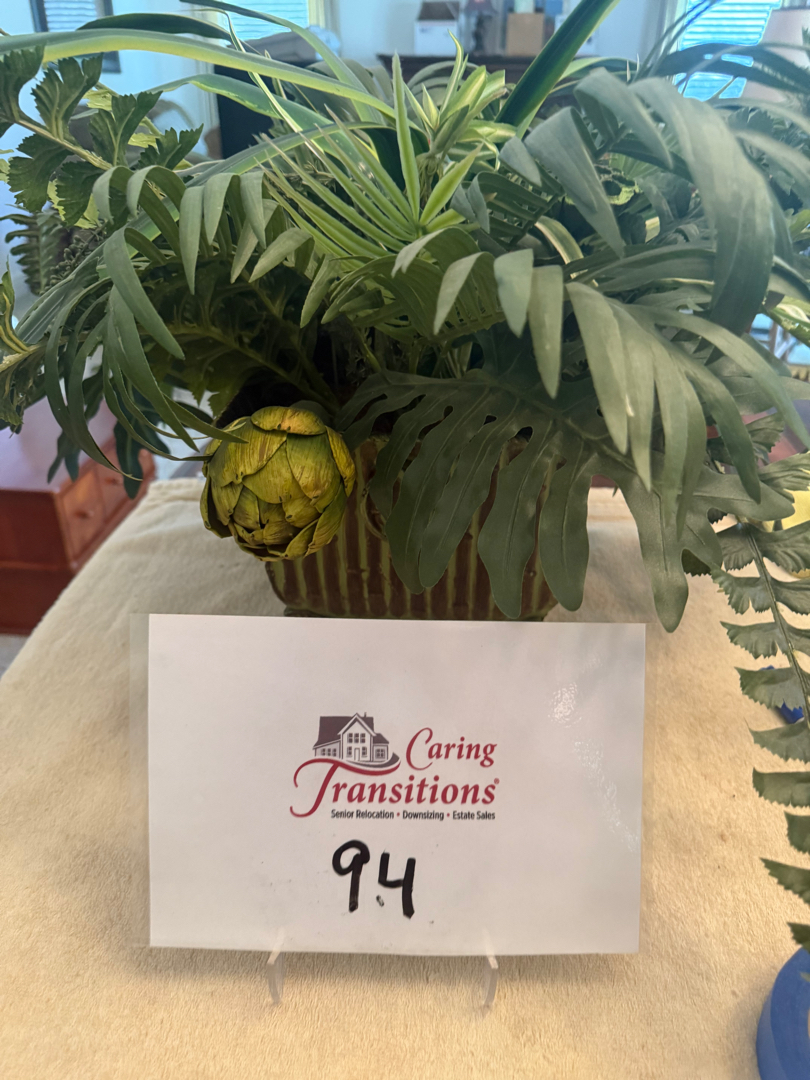 Caring
Transitions®
Senior Relocation • Downsizing • Estate Sales
94